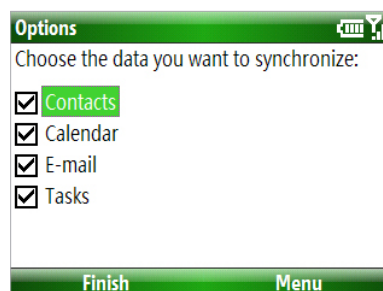 Options
Choose the data you want to synchronize:
Contacts
Calendar
E-mail
Tasks
Finish Menu